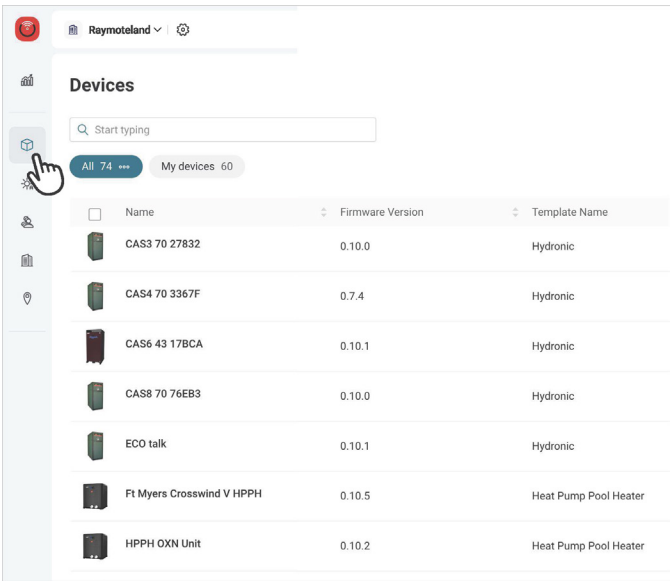 Raymoteland
Devices
Start typing
All 74 My devices 60
Name Firmware Version Template Name
CAS3 70 27832 0.10.0 Hydronic
CAS4 70 3367F 0.7.4 Hydronic
CAS6 43 17BCA 0.10.1 Hydronic
CAS8 70 76EB3 0.10.0 Hydronic
ECO talk 0.10.1 Hydronic
Ft Myers Crosswind V HPPH 0.10.5 Heat Pump Pool Heater
HPPH OXN Unit 0.10.2 Heat Pump Pool Heater